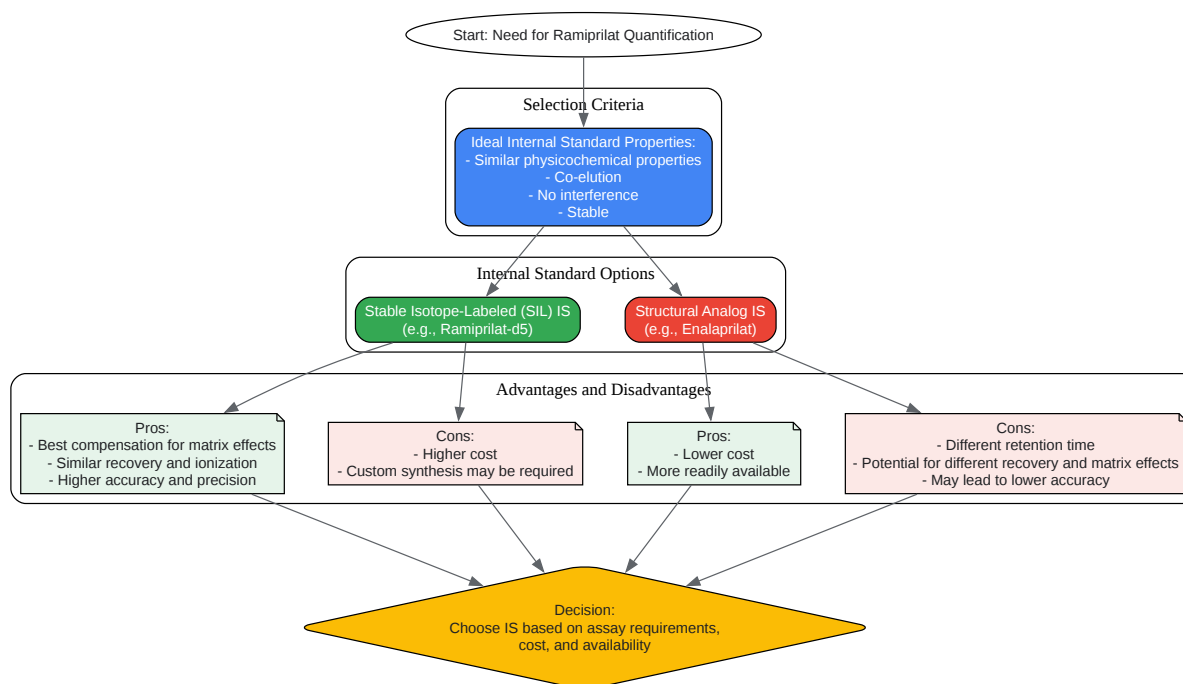 Start: Need for Ramiprilat Quantification
Selection Criteria
Ideal Internal Standard Properties:
- Similar physicochemical properties
- Co-elution
- No interference
- Stable
Internal Standard Options
Stable Isotope-Labeled (SIL) IS
(e.g., Ramiprilat-d5)
Structural Analog IS
(e.g., Enalaprilat)
Advantages and Disadvantages
Pros:
- Best compensation for matrix effects
- Similar recovery and ionization
- Higher accuracy and precision
Cons:
- Higher cost
- Custom synthesis may be required
Pros:
- Lower cost
- More readily available
Cons:
- Different retention time
- Potential for different recovery and matrix effects
- May lead to lower accuracy
Decision:
Choose IS based on assay requirements,
cost, and availability